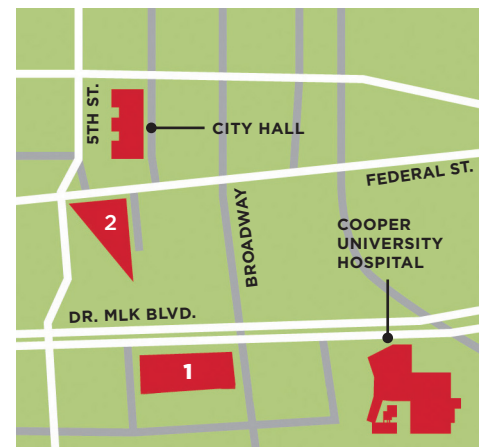 5TH ST.
CITY HALL
FEDERAL ST.
2
BROADWAY
COOPER
UNIVERSITY
HOSPITAL
DR. MLK BLVD.
1